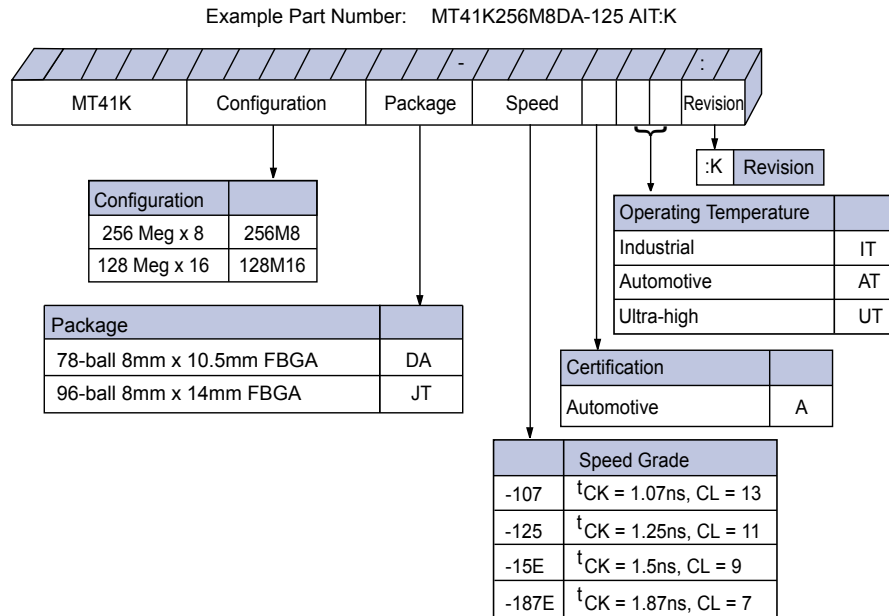 Example Part Number: MT41K256M8DA-125 AIT:K
- :
MT41K Configuration Package Speed Revision
:K Revision
Configuration
256 Meg x 8 256M8
128 Meg x 16 128M16
Operating Temperature
Industrial IT
Automotive AT
Ultra-high UT
Package
78-ball 8mm x 10.5mm FBGA DA
96-ball 8mm x 14mm FBGA JT
Certification
Automotive A
Speed Grade
-107 tCK = 1.07ns, CL = 13
-125 tCK = 1.25ns, CL = 11
-15E tCK = 1.5ns, CL = 9
-187E tCK = 1.87ns, CL = 7